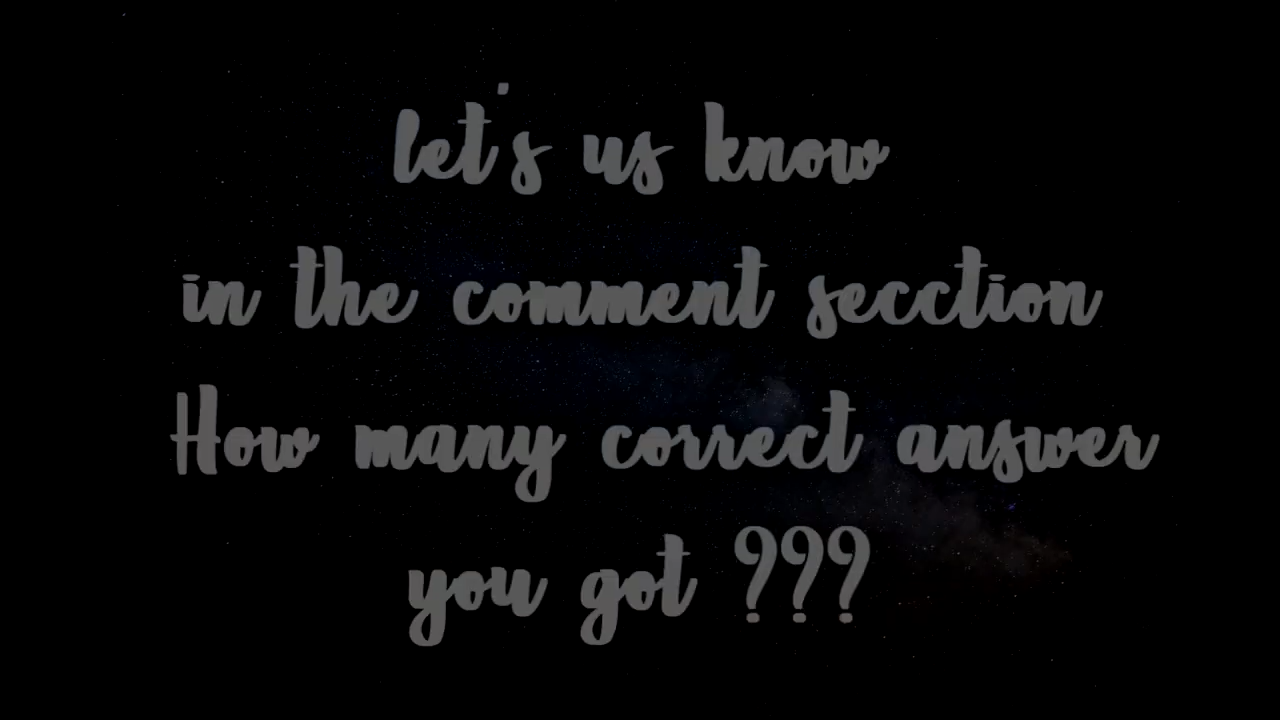 let's us know
in the comment secction
How many correct answer
you got ???